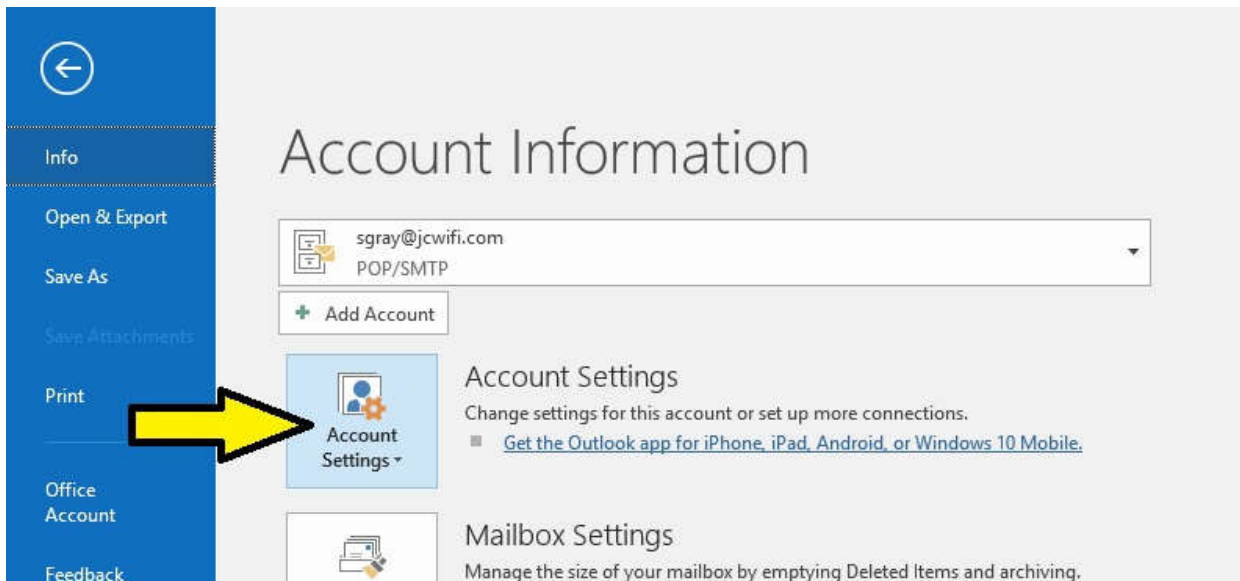 Info
Open & Export
Save As
Save Attachments
Print
Office
Account
Feedback
Account Information
sgray@jcwifi.com
POP/SMTP
Add Account
Account
Settings
Account Settings
Change settings for this account or set up more connections.
Get the Outlook app for iPhone, iPad, Android, or Windows 10 Mobile.
Mailbox Settings
Manage the size of your mailbox by emptying Deleted Items and archiving.